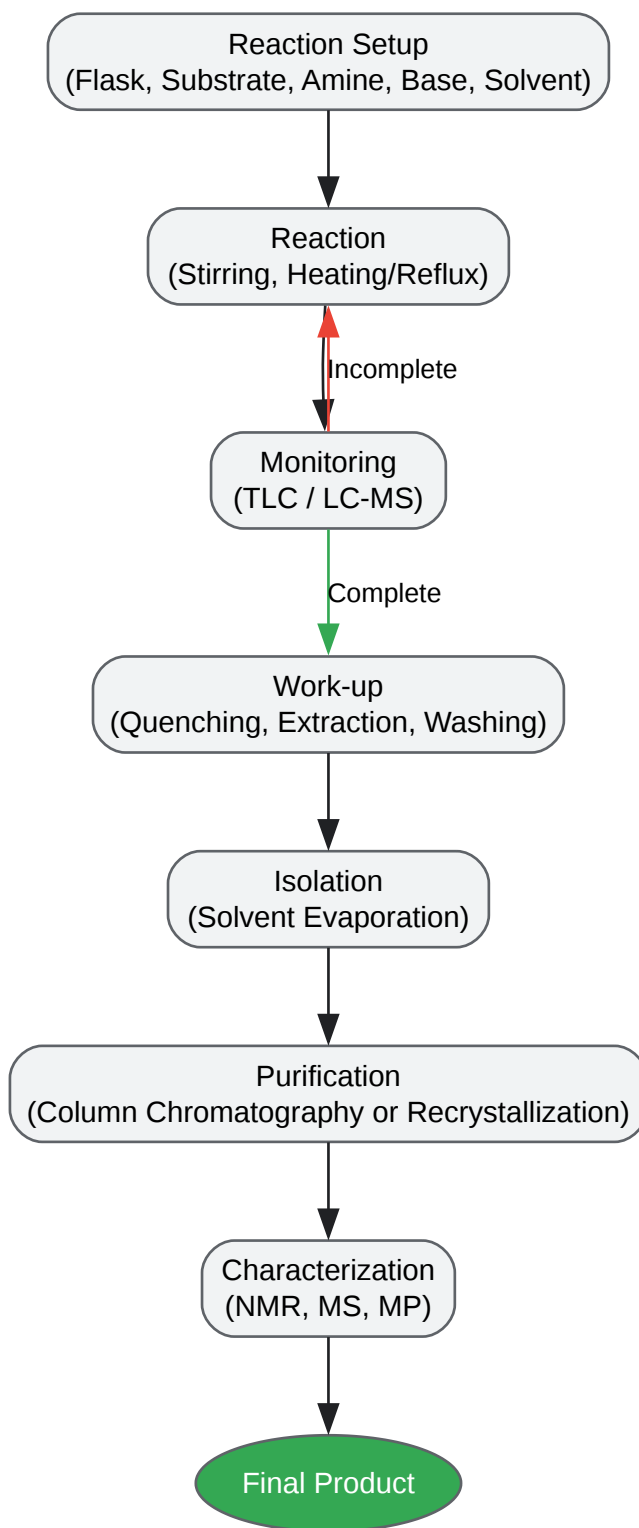 Reaction Setup
(Flask, Substrate, Amine, Base, Solvent)
Reaction
(Stirring, Heating/Reflux)
Incomplete
Monitoring
(TLC / LC-MS)
Complete
Work-up
(Quenching, Extraction, Washing)
Isolation
(Solvent Evaporation)
Purification
(Column Chromatography or Recrystallization)
Characterization
(NMR, MS, MP)
Final Product